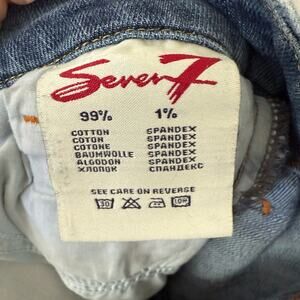 Seven7
99% 1%
COTTON SPANDEX
COTON SPANDEX
COTONE SPANDEX
BAUMWOLLE SPANDEX
ALGODON SPANDEX
ХЛОПОК СПАНДЕКС
SEE CARE ON REVERSE
30